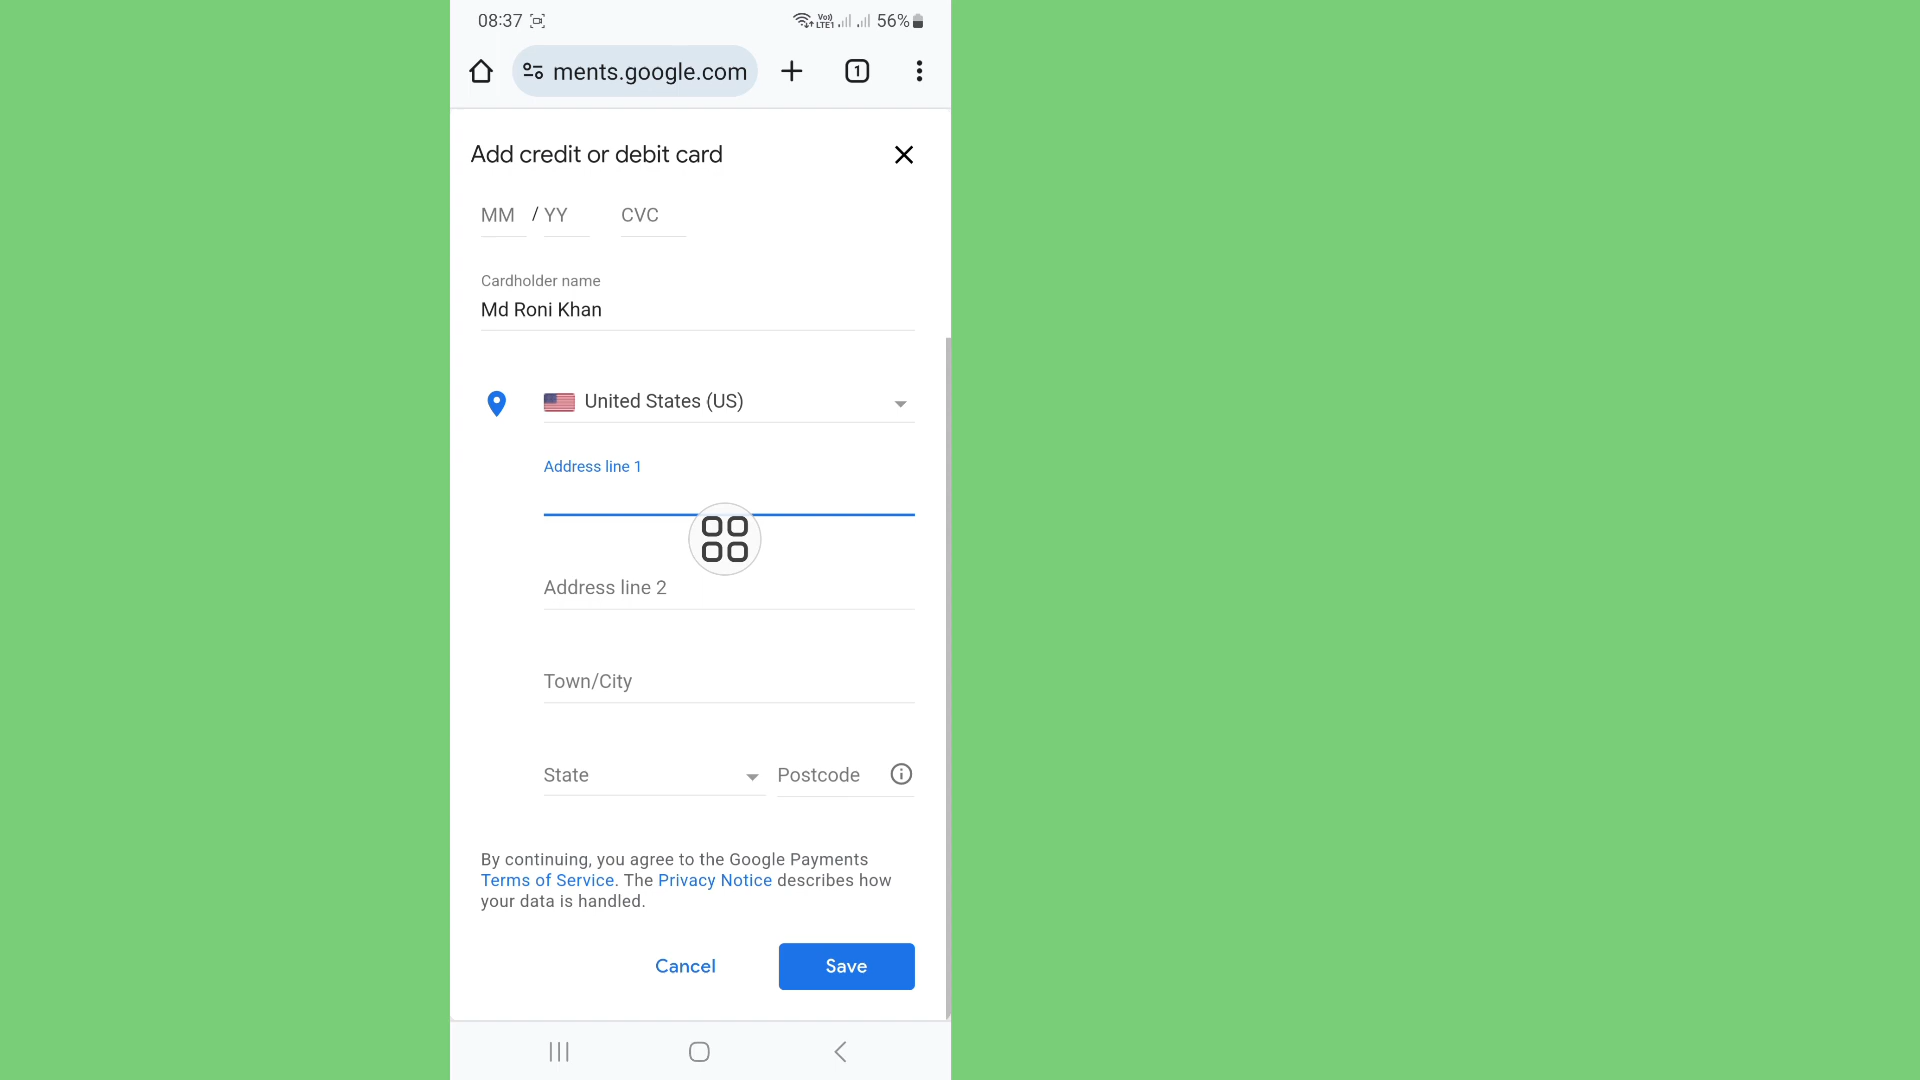 08:37 Vo) LTE1 56%
ments.google.com 1
Add credit or debit card
MM / YY CVC
Cardholder name
Md Roni Khan
United States (US)
Address line 1
Address line 2
Town/City
State Postcode
By continuing, you agree to the Google Payments
Terms of Service. The Privacy Notice describes how
your data is handled.
Cancel Save